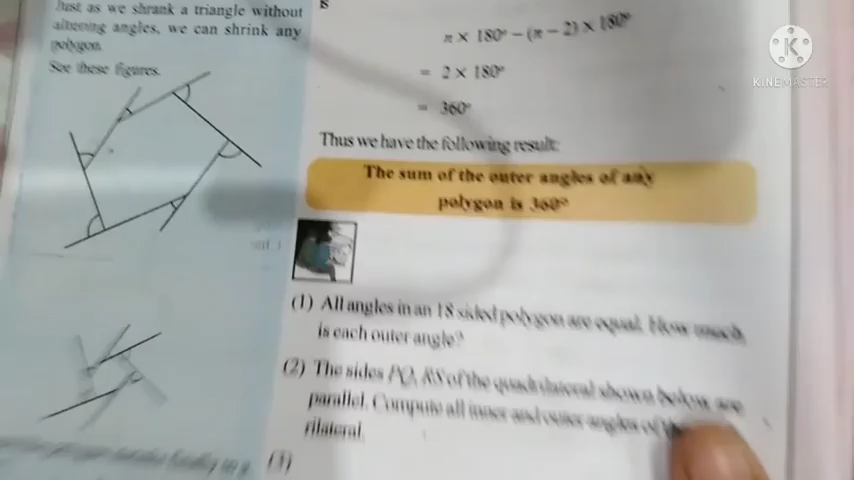 Just as we shrank a triangle without
altering angles, we can shrink any
polygon.
See these figures.
n × 180° − (n − 2) × 180°
= 2 × 180°
= 360°
Thus we have the following result:
The sum of the outer angles of any
polygon is 360°
(1) All angles in an 18 sided polygon are equal. How much
is each outer angle?
(2) The sides PQ, RS of the quadrilateral shown below are
parallel. Compute all inner and outer angles of
rilateral.
(3)
KINEMASTER